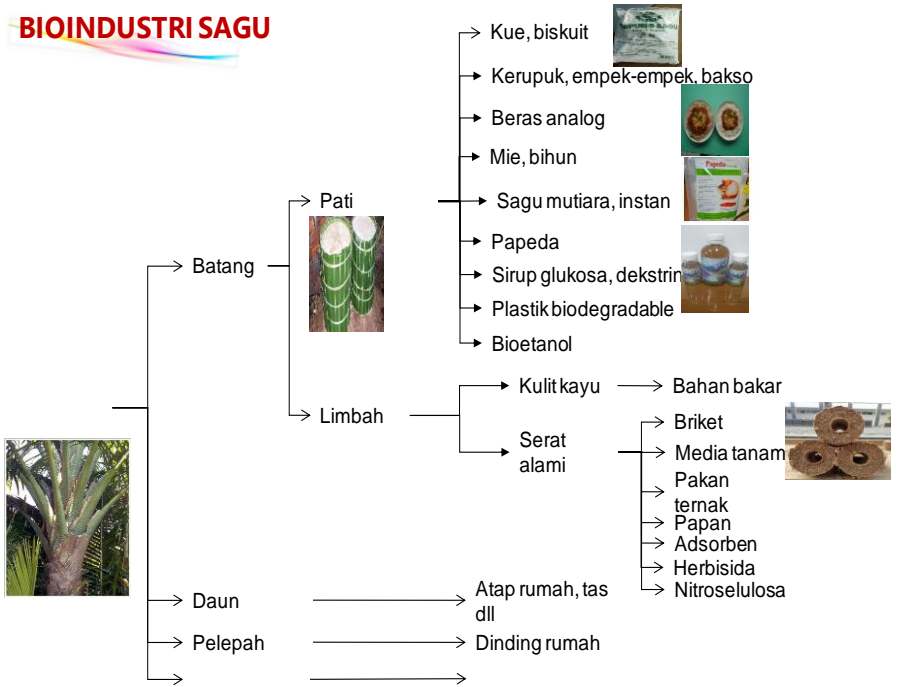 BIOINDUSTRI SAGU
Kue, biskuit
Kerupuk, empek-empek, bakso
Beras analog
Mie, bihun
Pati
Sagu mutiara, instan
Papeda
Papeda
Batang
Sirup glukosa, dekstrin
Plastik biodegradable
Bioetanol
Kulit kayu
Bahan bakar
Limbah
Briket
Serat
alami
Media tanam
Pakan
ternak
Papan
Adsorben
Herbisida
Nitroselulosa
Daun
Atap rumah, tas
dll
Pelepah
Dinding rumah